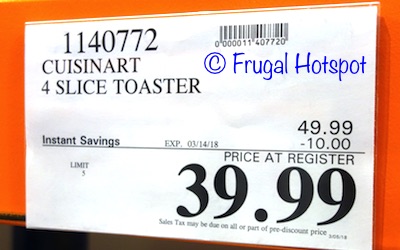 1140772
0000011407720
CUISINART
© Frugal Hotspot
4 SLICE TOASTER
49.99
Instant Savings EXP. 03/14/18 -10.00
PRICE AT REGISTER
LIMIT
5
39.99
Sales Tax may be due on all or part of pre-discount price